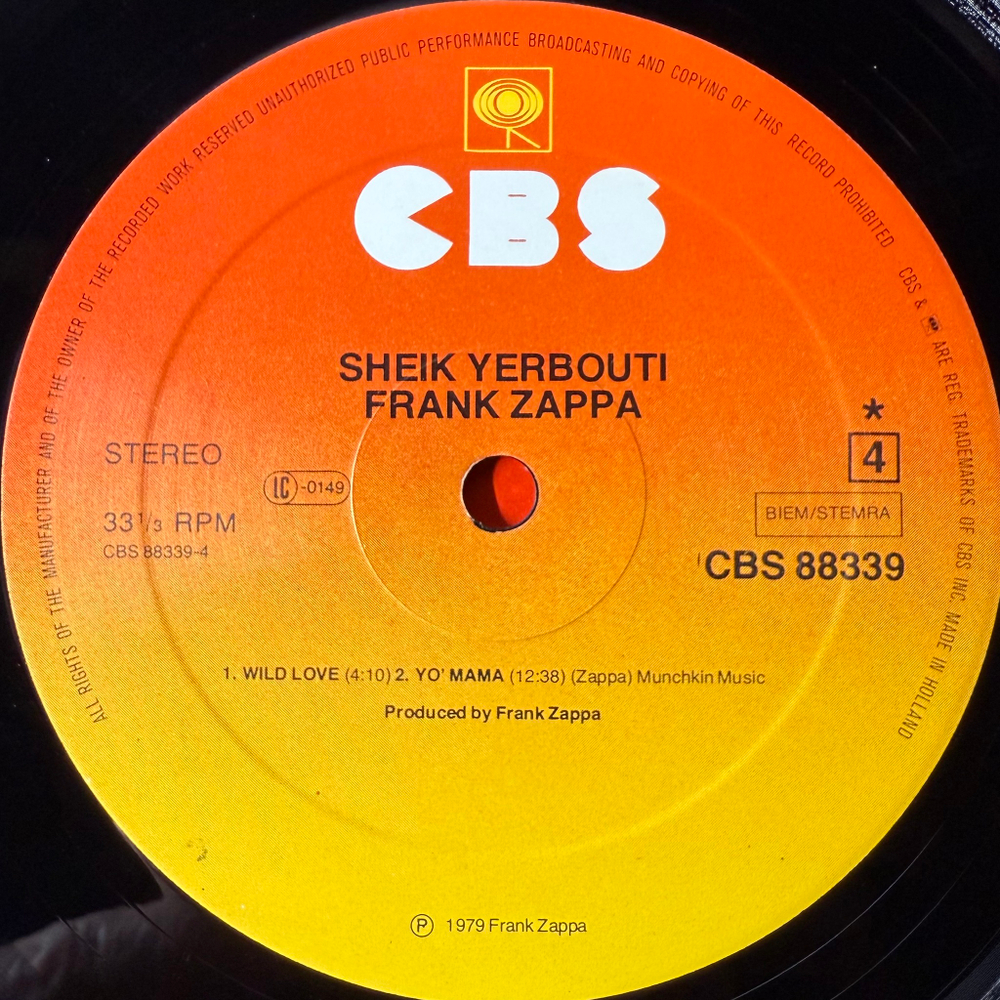 ALL RIGHTS OF THE MANUFACTURER AND OF THE OWNER OF THE RECORDED WORK RESERVED UNAUTHORIZED PUBLIC PERFORMANCE BROADCASTING AND COPYING OF THIS RECORD PROHIBITED CBS & ARE REG. TRADEMARKS OF CBS INC. MADE IN HOLLAND
CBS
SHEIK YERBOUTI
FRANK ZAPPA
STEREO
LC-0149
33 1/3 RPM
CBS 88339-4
*
4
BIEM/STEMRA
CBS 88339
1. WILD LOVE (4:10) 2. YO' MAMA (12:38) (Zappa) Munchkin Music
Produced by Frank Zappa
Ⓟ 1979 Frank Zappa